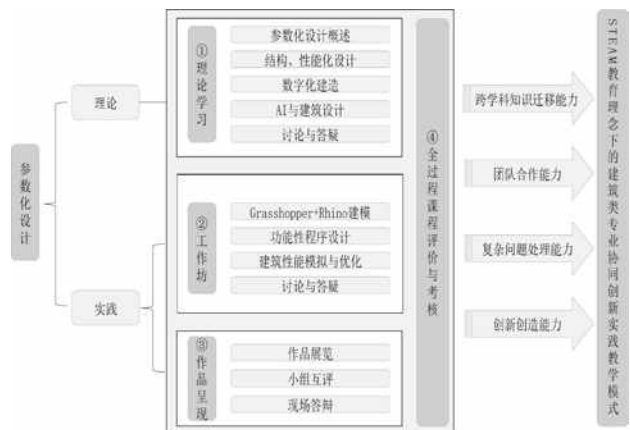 参数化设计
理论
实践
①理论学习
参数化设计概述
结构、性能化设计
数字化建造
AI与建筑设计
讨论与答疑
②工作坊
Grasshopper+Rhino建模
功能性程序设计
建筑性能模拟与优化
讨论与答疑
③作品呈现
作品展览
小组互评
现场答辩
④全过程课程评价与考核
跨学科知识迁移能力
团队合作能力
复杂问题处理能力
创新创造能力
STEAM教育理念下的建筑类专业协同创新实践教学模式